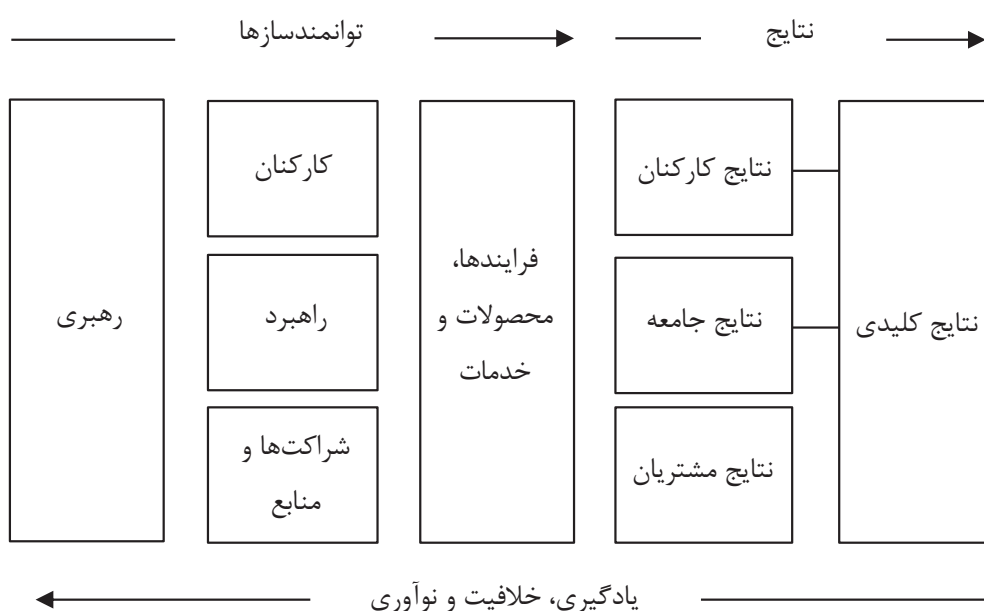 توانمندسازها
نتایج
رهبری
کارکنان
راهبرد
شراکت‌ها و
منابع
فرایندها،
محصولات و
خدمات
نتایج کارکنان
نتایج جامعه
نتایج مشتریان
نتایج کلیدی
یادگیری، خلاقیت و نوآوری